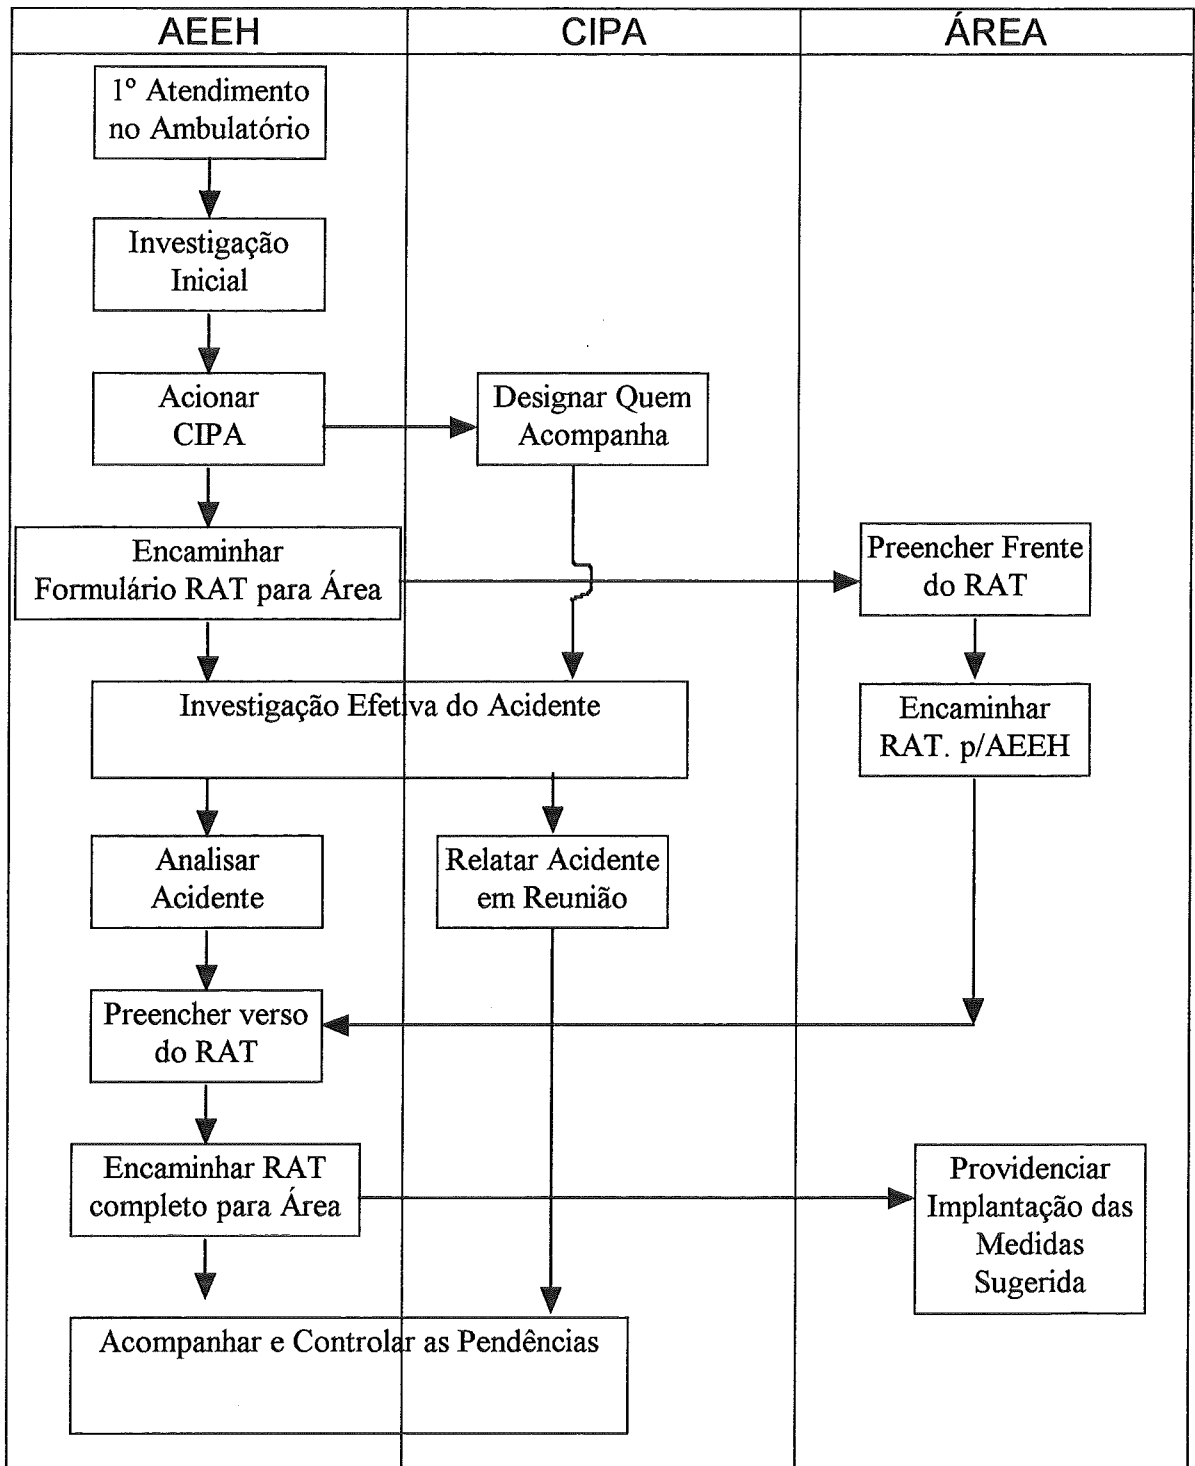 AEEH
CIPA
ÁREA
1º Atendimento
no Ambulatório
Investigação
Inicial
Acionar
CIPA
Designar Quem
Acompanha
Encaminhar
Formulário RAT para Área
Preencher Frente
do RAT
Investigação Efetiva do Acidente
Encaminhar
RAT. p/AEEH
Analisar
Acidente
Relatar Acidente
em Reunião
Preencher verso
do RAT
Encaminhar RAT
completo para Área
Providenciar
Implantação das
Medidas
Sugerida
Acompanhar e Controlar as Pendências